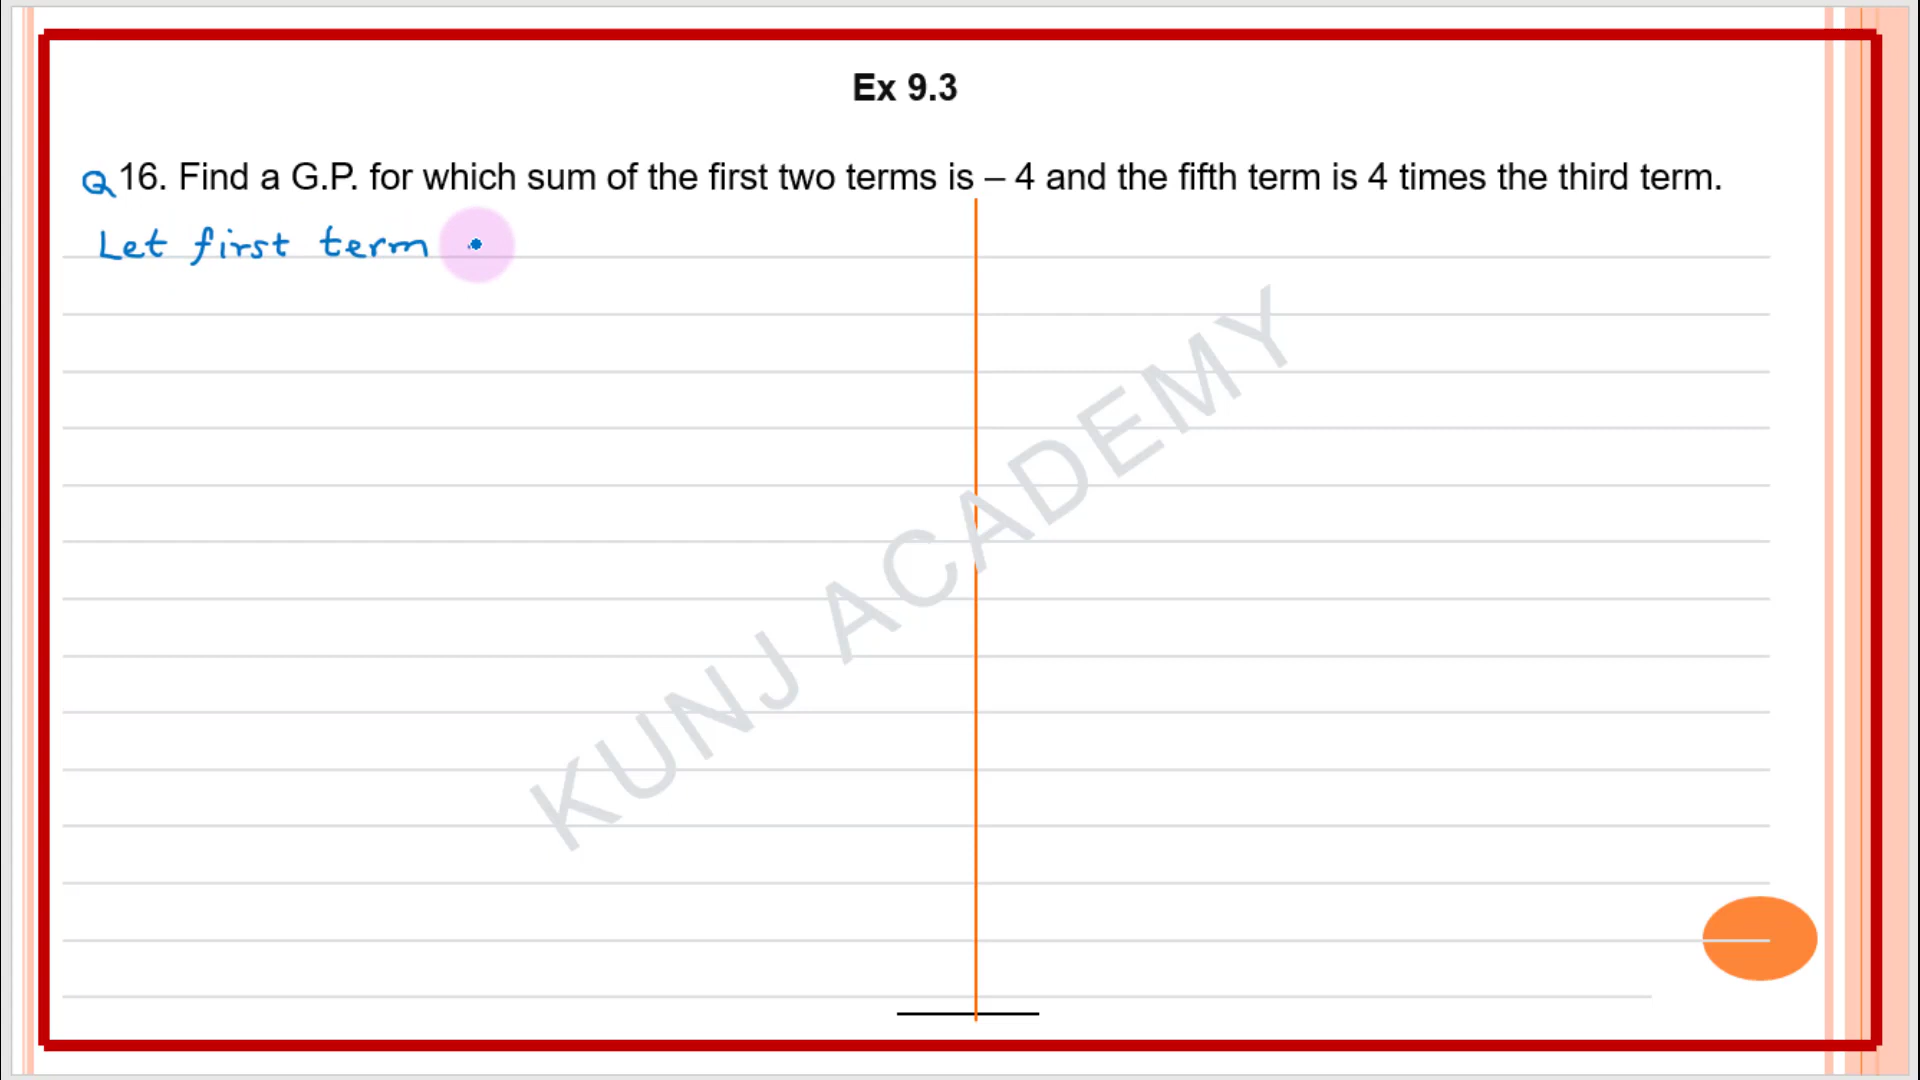 Ex 9.3
Q 16. Find a G.P. for which sum of the first two terms is – 4 and the fifth term is 4 times the third term.
Let first term
KUNJ ACADEMY